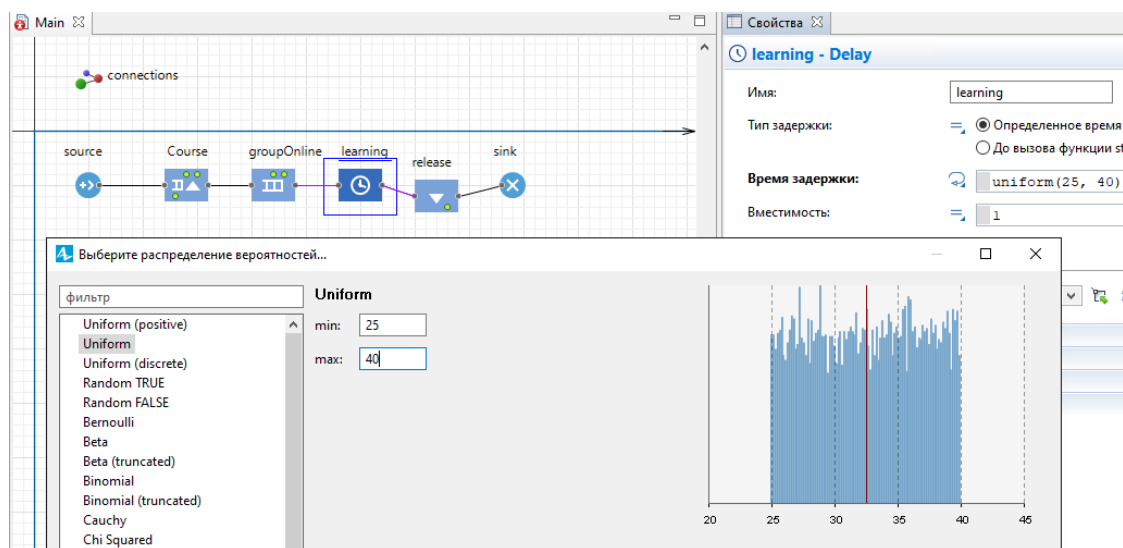 Main
connections
source
Course
groupOnline
learning
release
sink
Свойства
learning - Delay
Имя:
learning
Тип задержки:
Определенное время
До вызова функции st
Время задержки:
uniform(25, 40)
Вместимость:
1
Выберите распределение вероятностей...
фильтр
Uniform (positive)
Uniform
Uniform (discrete)
Random TRUE
Random FALSE
Bernoulli
Beta
Beta (truncated)
Binomial
Binomial (truncated)
Cauchy
Chi Squared
Uniform
min: 25
max: 40
20 25 30 35 40 45